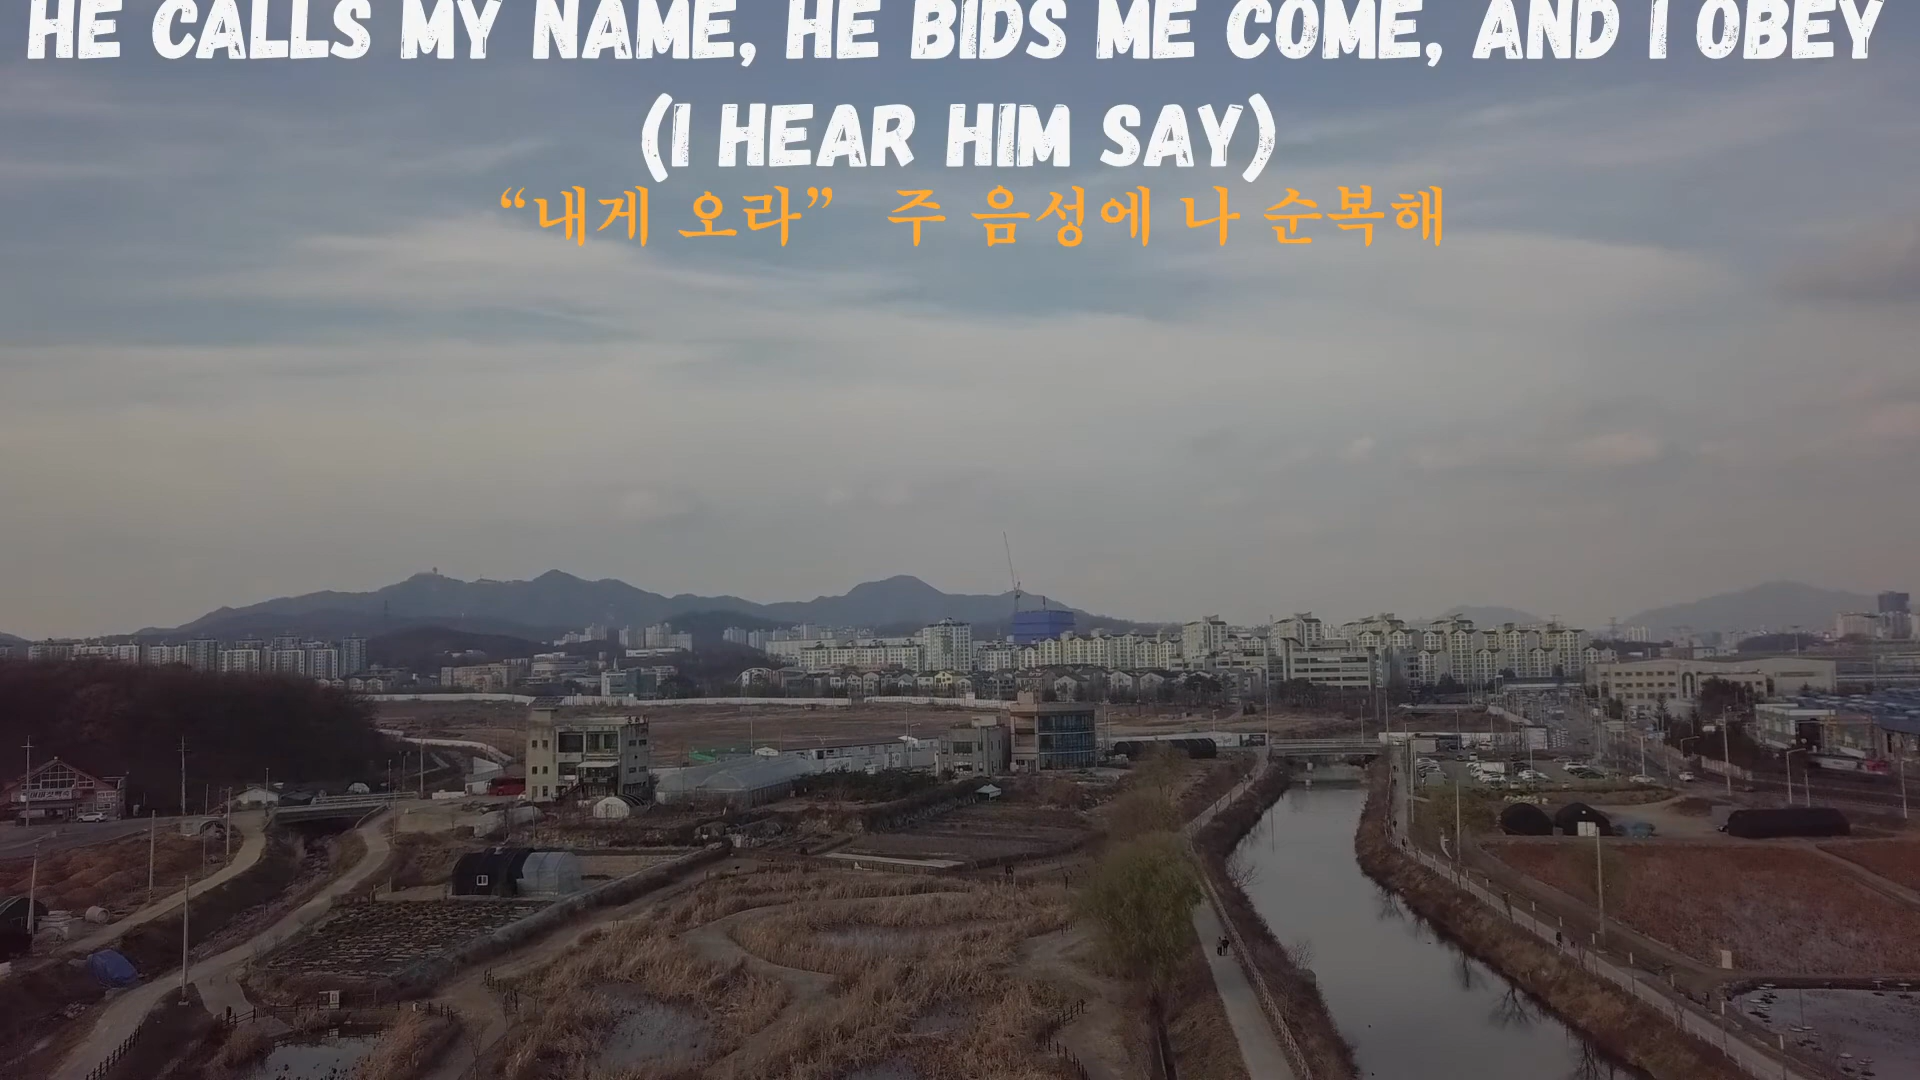 HE CALLS MY NAME, HE BIDS ME COME, AND I OBEY
(I HEAR HIM SAY)
“내게 오라” 주 음성에 나 순복해